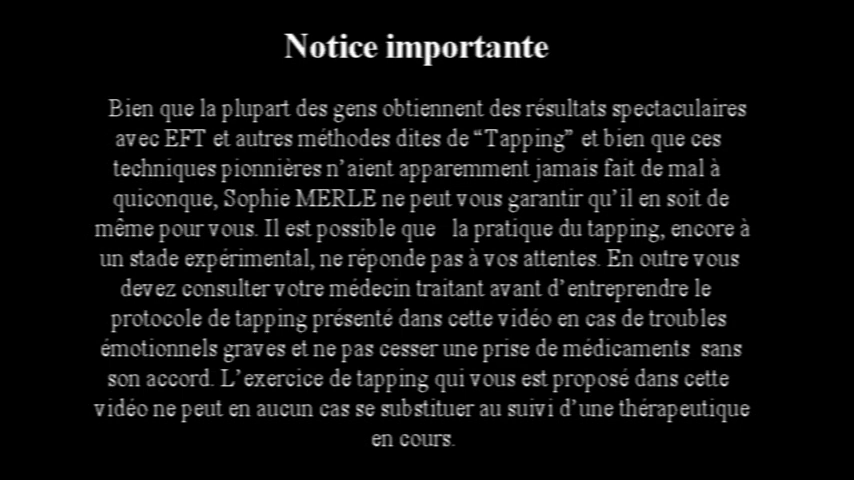 Notice importante
Bien que la plupart des gens obtiennent des résultats spectaculaires
avec EFT et autres méthodes dites de “Tapping” et bien que ces
techniques pionnières n’aient apparemment jamais fait de mal à
quiconque, Sophie MERLE ne peut vous garantir qu’il en soit de
même pour vous. Il est possible que la pratique du tapping, encore à
un stade expérimental, ne réponde pas à vos attentes. En outre vous
devez consulter votre médecin traitant avant d’entreprendre le
protocole de tapping présenté dans cette vidéo en cas de troubles
émotionnels graves et ne pas cesser une prise de médicaments sans
son accord. L’exercice de tapping qui vous est proposé dans cette
vidéo ne peut en aucun cas se substituer au suivi d’une thérapeutique
en cours.